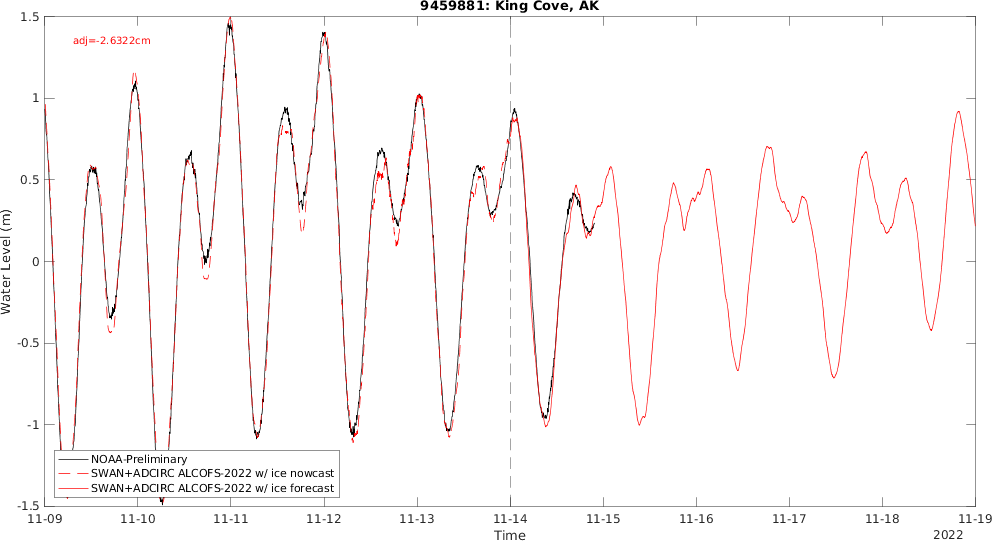 9459881: King Cove, AK
adj=-2.6322cm
Water Level (m)
1.5
1
0.5
0
-0.5
-1
-1.5
NOAA-Preliminary
SWAN+ADCIRC ALCOFS-2022 w/ ice nowcast
SWAN+ADCIRC ALCOFS-2022 w/ ice forecast
11-09 11-10 11-11 11-12 11-13 11-14 11-15 11-16 11-17 11-18 11-19
Time
2022